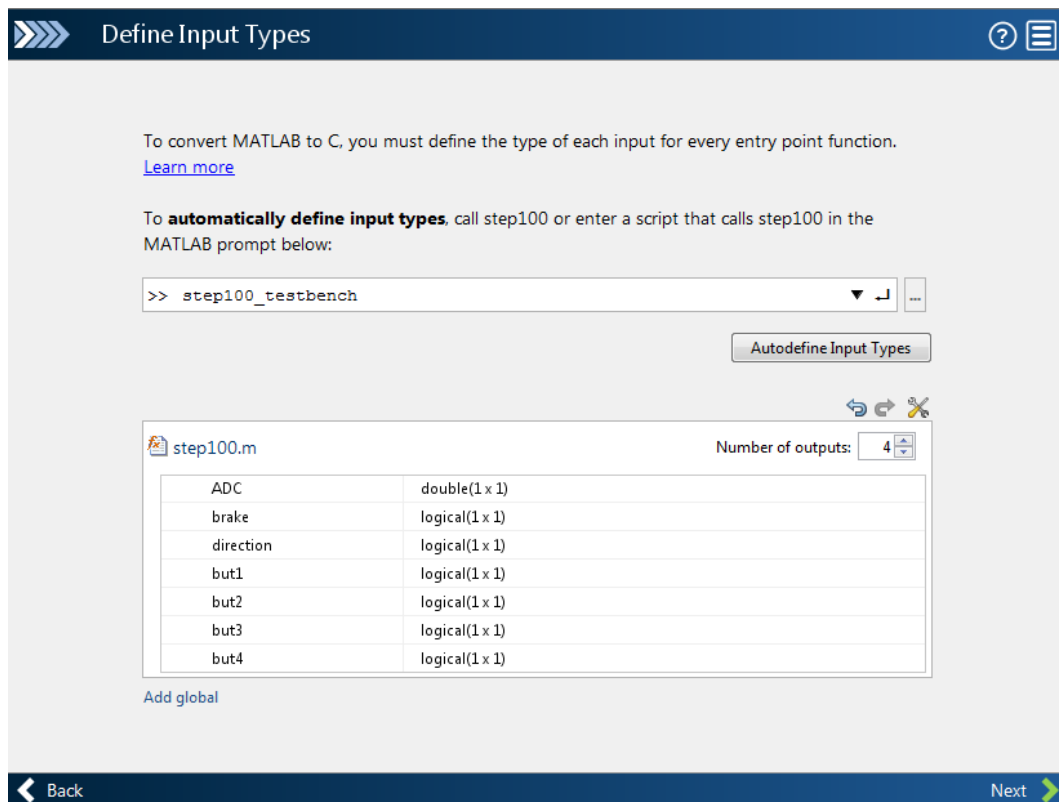 Define Input Types
?
To convert MATLAB to C, you must define the type of each input for every entry point function.
Learn more
To automatically define input types, call step100 or enter a script that calls step100 in the
MATLAB prompt below:
>> step100_testbench
...
Autodefine Input Types
step100.m Number of outputs: 4
ADC double(1 x 1)
brake logical(1 x 1)
direction logical(1 x 1)
but1 logical(1 x 1)
but2 logical(1 x 1)
but3 logical(1 x 1)
but4 logical(1 x 1)
Add global
Back Next